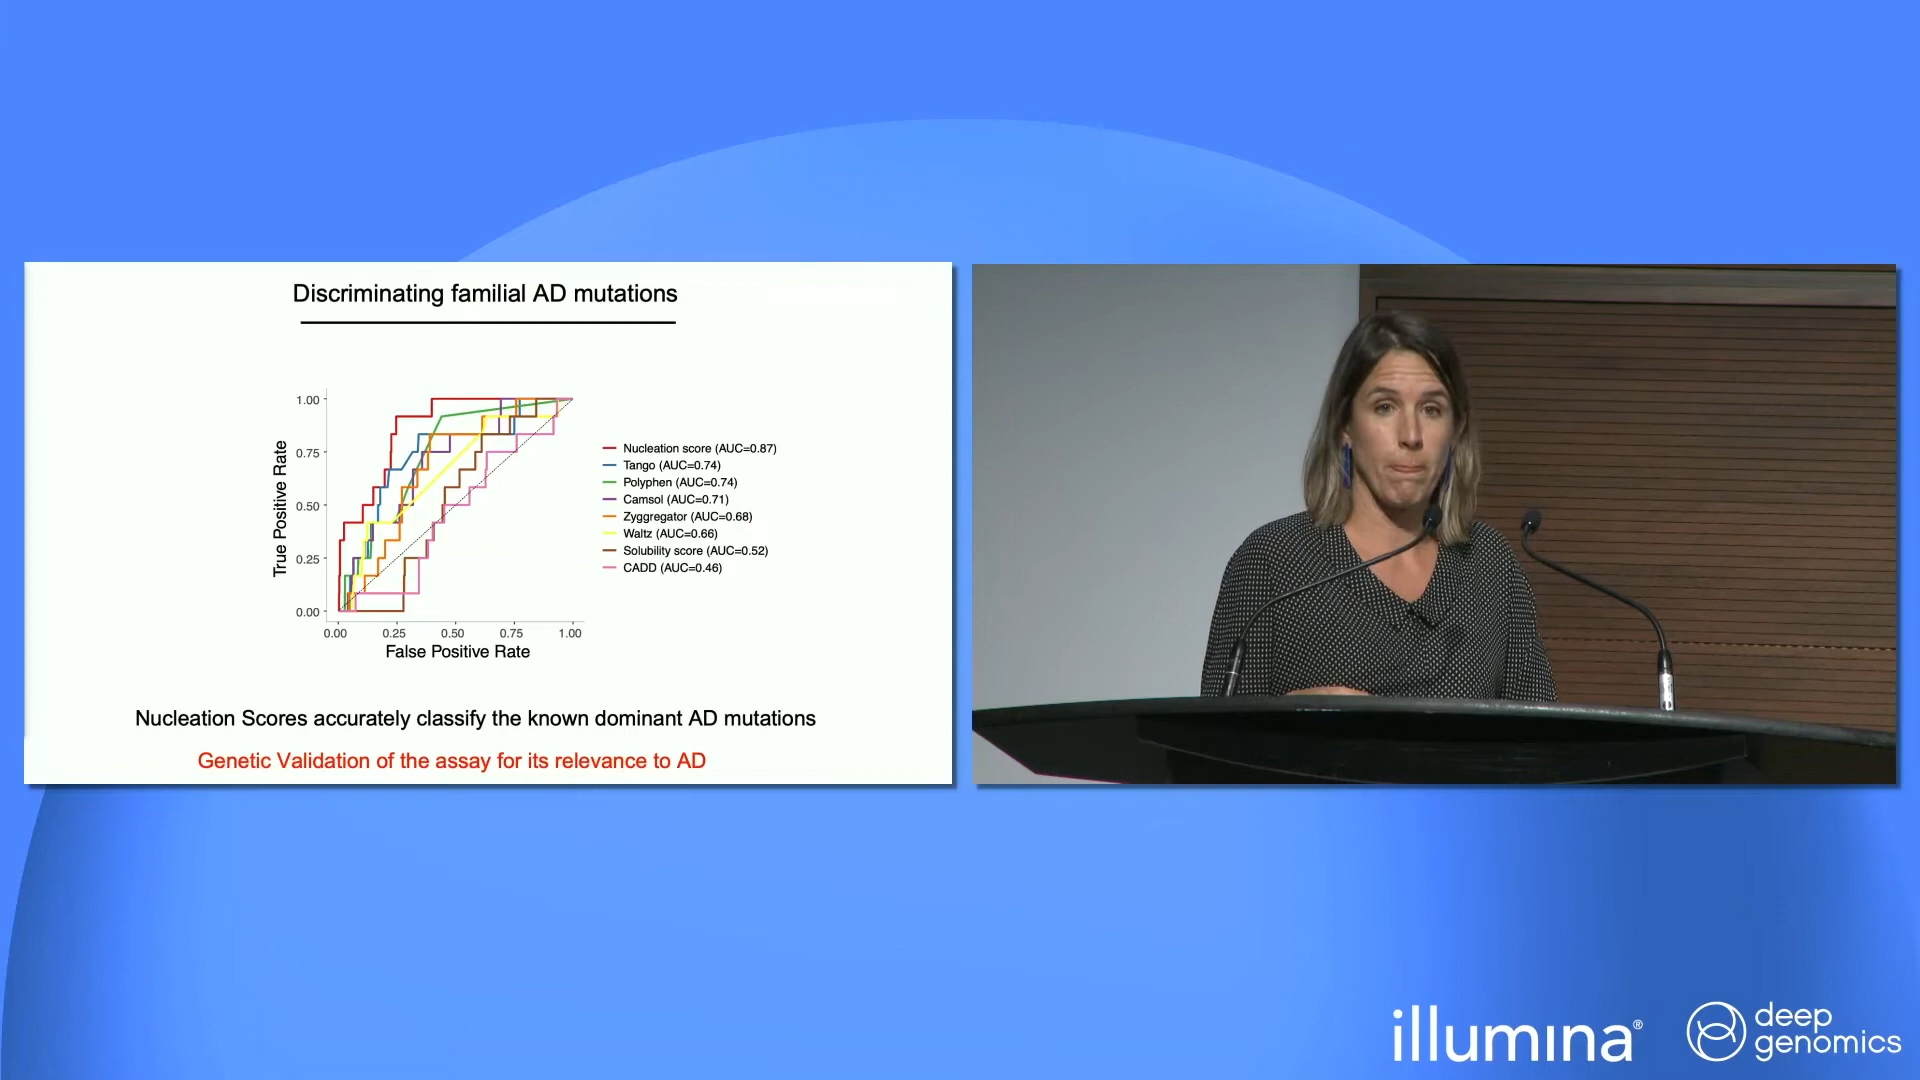 Discriminating familial AD mutations
1.00
0.75
0.50
0.25
0.00
True Positive Rate
0.00 0.25 0.50 0.75 1.00
False Positive Rate
Nucleation score (AUC=0.87)
Tango (AUC=0.74)
Polyphen (AUC=0.74)
Camsol (AUC=0.71)
Zyggregator (AUC=0.68)
Waltz (AUC=0.66)
Solubility score (AUC=0.52)
CADD (AUC=0.46)
Nucleation Scores accurately classify the known dominant AD mutations
Genetic Validation of the assay for its relevance to AD
illumina®
deep
genomics